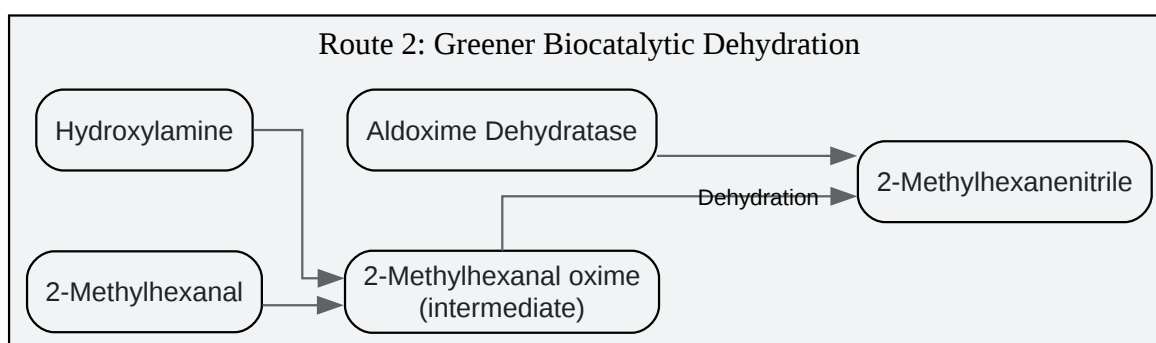 Route 2: Greener Biocatalytic Dehydration
Hydroxylamine
Aldoxime Dehydratase
2-Methylhexanenitrile
Dehydration
2-Methylhexanal
2-Methylhexanal oxime
(intermediate)